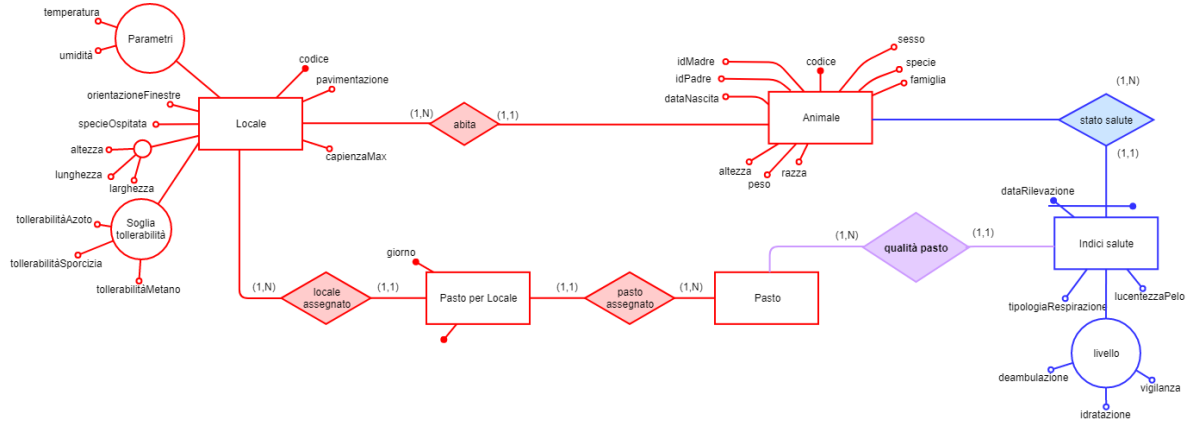 temperatura
Parametri
umidità
codice
pavimentazione
orientazioneFinestre
specieOspitata
Locale
altezza
lunghezza
larghezza
capienzaMax
tollerabilitàAzoto
Soglia
tollerabilità
tollerabilitàSporcizia
tollerabilitàMetano
(1,N)
abita
(1,1)
sesso
idMadre
codice
specie
idPadre
famiglia
dataNascita
Animale
altezza
peso
razza
(1,N)
stato salute
(1,1)
dataRilevazione
Indici salute
tipologiaRespirazione
lucentezzaPelo
livello
deambulazione
vigilanza
idratazione
(1,N)
qualità pasto
(1,1)
giorno
(1,N)
locale
assegnato
(1,1)
Pasto per Locale
(1,1)
pasto
assegnato
(1,N)
Pasto